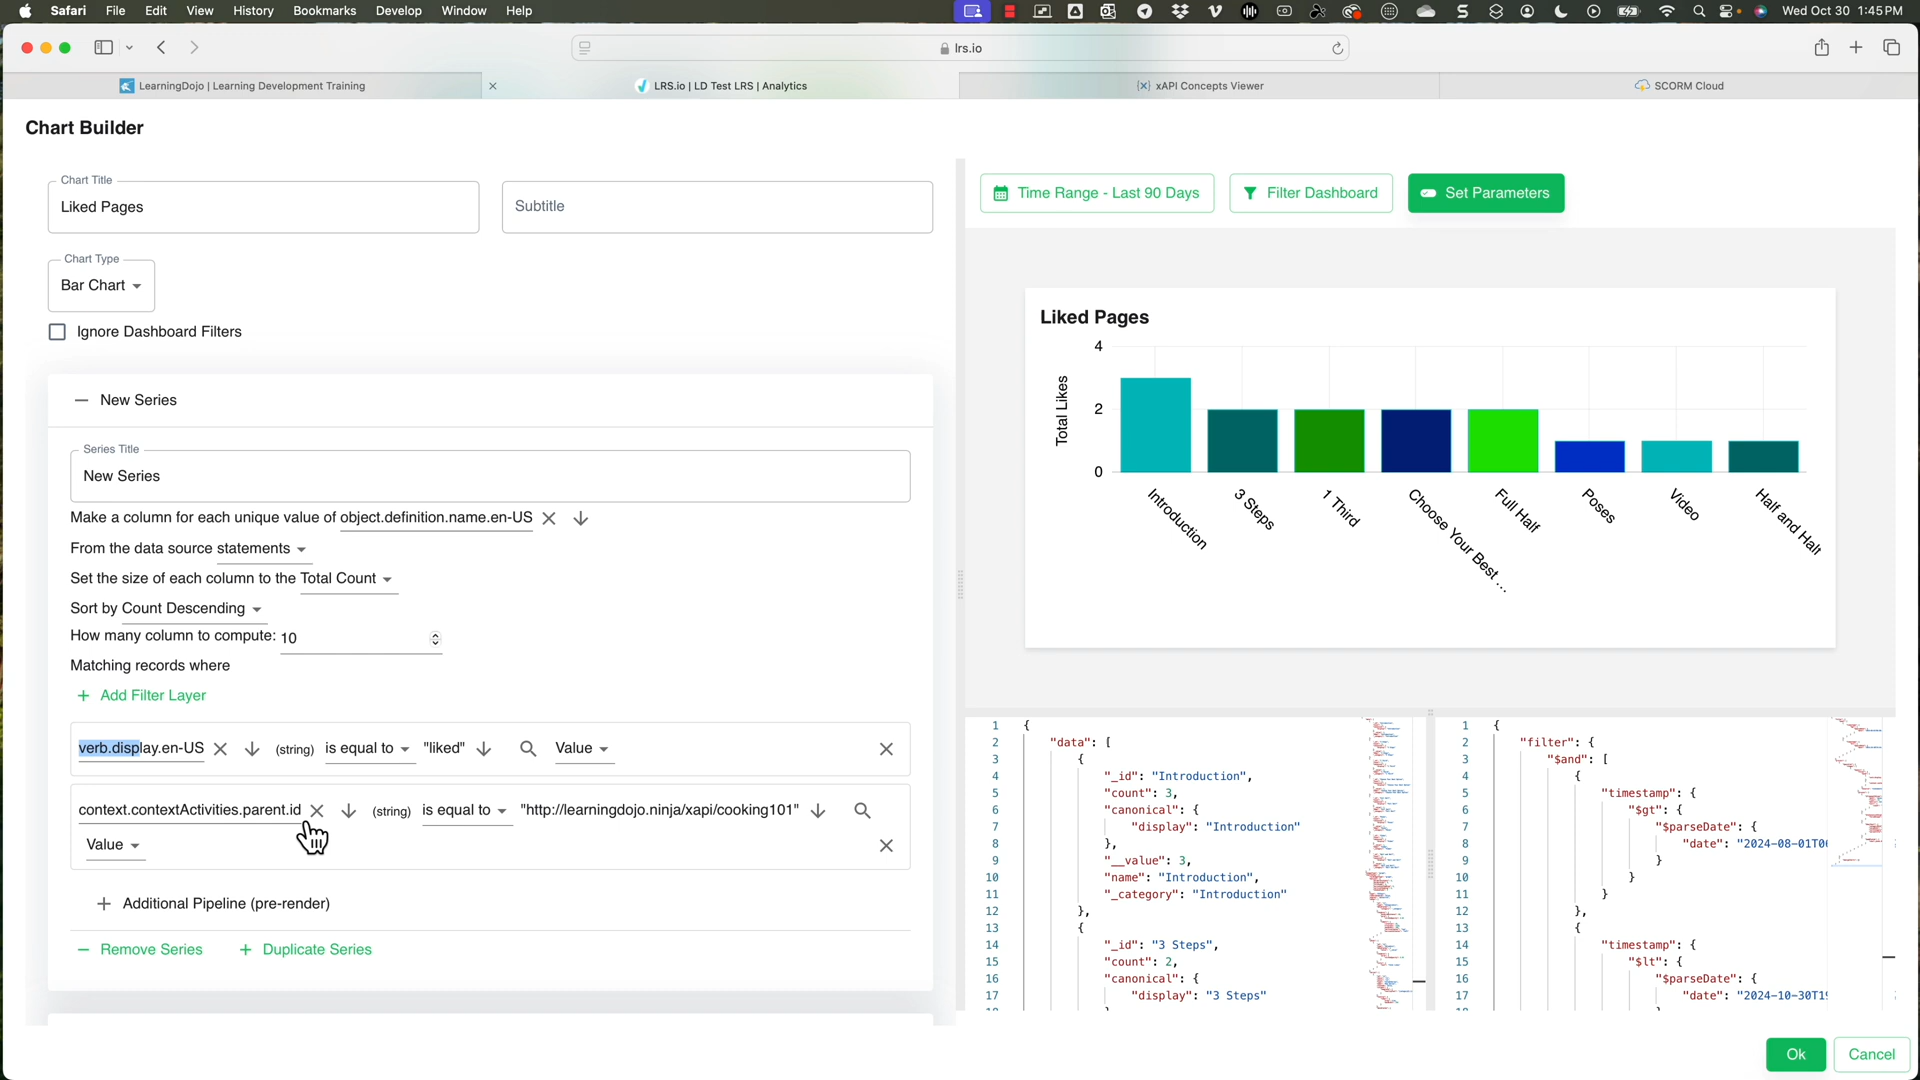 Safari File Edit View History Bookmarks Develop Window Help
Wed Oct 30 1:45 PM
lrs.io
LearningDojo | Learning Development Training
LRS.io | LD Test LRS | Analytics
xAPI Concepts Viewer
SCORM Cloud
Chart Builder
Chart Title
Liked Pages
Subtitle
Chart Type
Bar Chart
Ignore Dashboard Filters
New Series
Series Title
New Series
Make a column for each unique value of object.definition.name.en-US
From the data source statements
Set the size of each column to the Total Count
Sort by Count Descending
How many column to compute: 10
Matching records where
+ Add Filter Layer
verb.display.en-US (string) is equal to "liked" Value
context.contextActivities.parent.id (string) is equal to "http://learningdojo.ninja/xapi/cooking101"
Value
+ Additional Pipeline (pre-render)
− Remove Series + Duplicate Series
Time Range - Last 90 Days
Filter Dashboard
Set Parameters
Liked Pages
Total Likes
4
2
0
Introduction
3 Steps
1 Third
Choose Your Best ...
Full Half
Poses
Video
Half and Half
1 {
2 "data": [
3 {
4 "_id": "Introduction",
5 "count": 3,
6 "canonical": {
7 "display": "Introduction"
8 },
9 "__value": 3,
10 "name": "Introduction",
11 "_category": "Introduction"
12 },
13 {
14 "_id": "3 Steps",
15 "count": 2,
16 "canonical": {
17 "display": "3 Steps"
1 {
2 "filter": {
3 "$and": [
4 {
5 "timestamp": {
6 "$gt": {
7 "$parseDate": {
8 "date": "2024-08-01T0
9 }
10 }
11 }
12 },
13 {
14 "timestamp": {
15 "$lt": {
16 "$parseDate": {
17 "date": "2024-10-30T1
Ok
Cancel